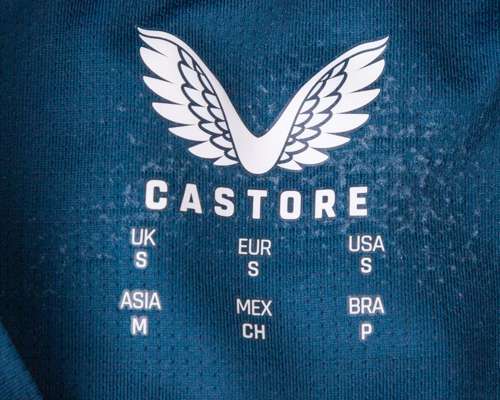 CASTORE
UK EUR USA
S S S
ASIA MEX BRA
M CH P